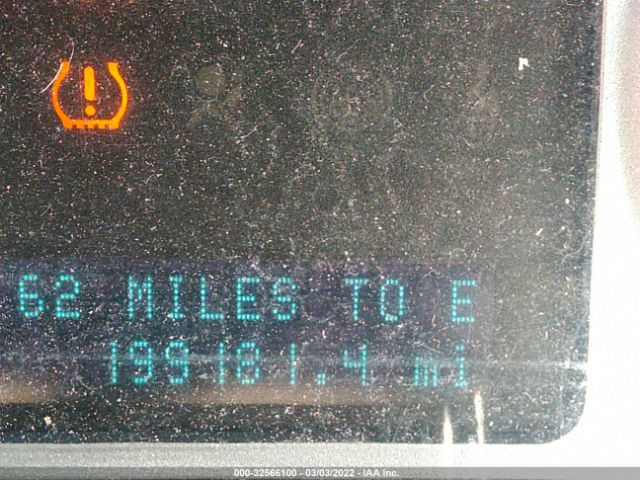 62 MILES TO E
199181.4 mi
000-32566100 - 03/03/2022 - IAA Inc.